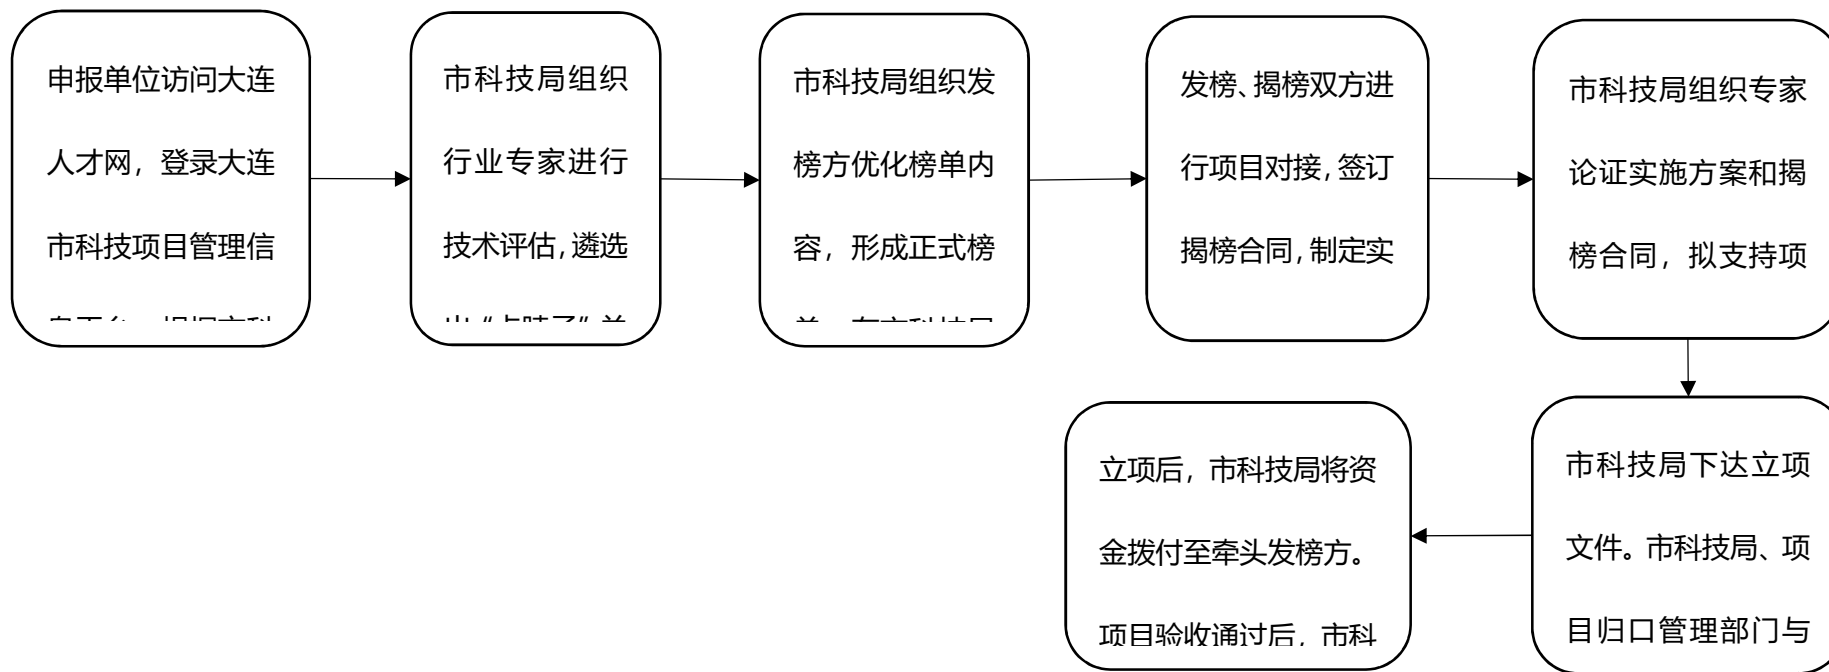 申报单位访问大连
人才网，登录大连
市科技项目管理信
市科技局组织
行业专家进行
技术评估，遴选
市科技局组织发
榜方优化榜单内
容，形成正式榜
发榜、揭榜双方进
行项目对接，签订
揭榜合同，制定实
市科技局组织专家
论证实施方案和揭
榜合同，拟支持项
市科技局下达立项
文件。市科技局、项
目归口管理部门与
立项后，市科技局将资
金拨付至牵头发榜方。
项目验收通过后，市科